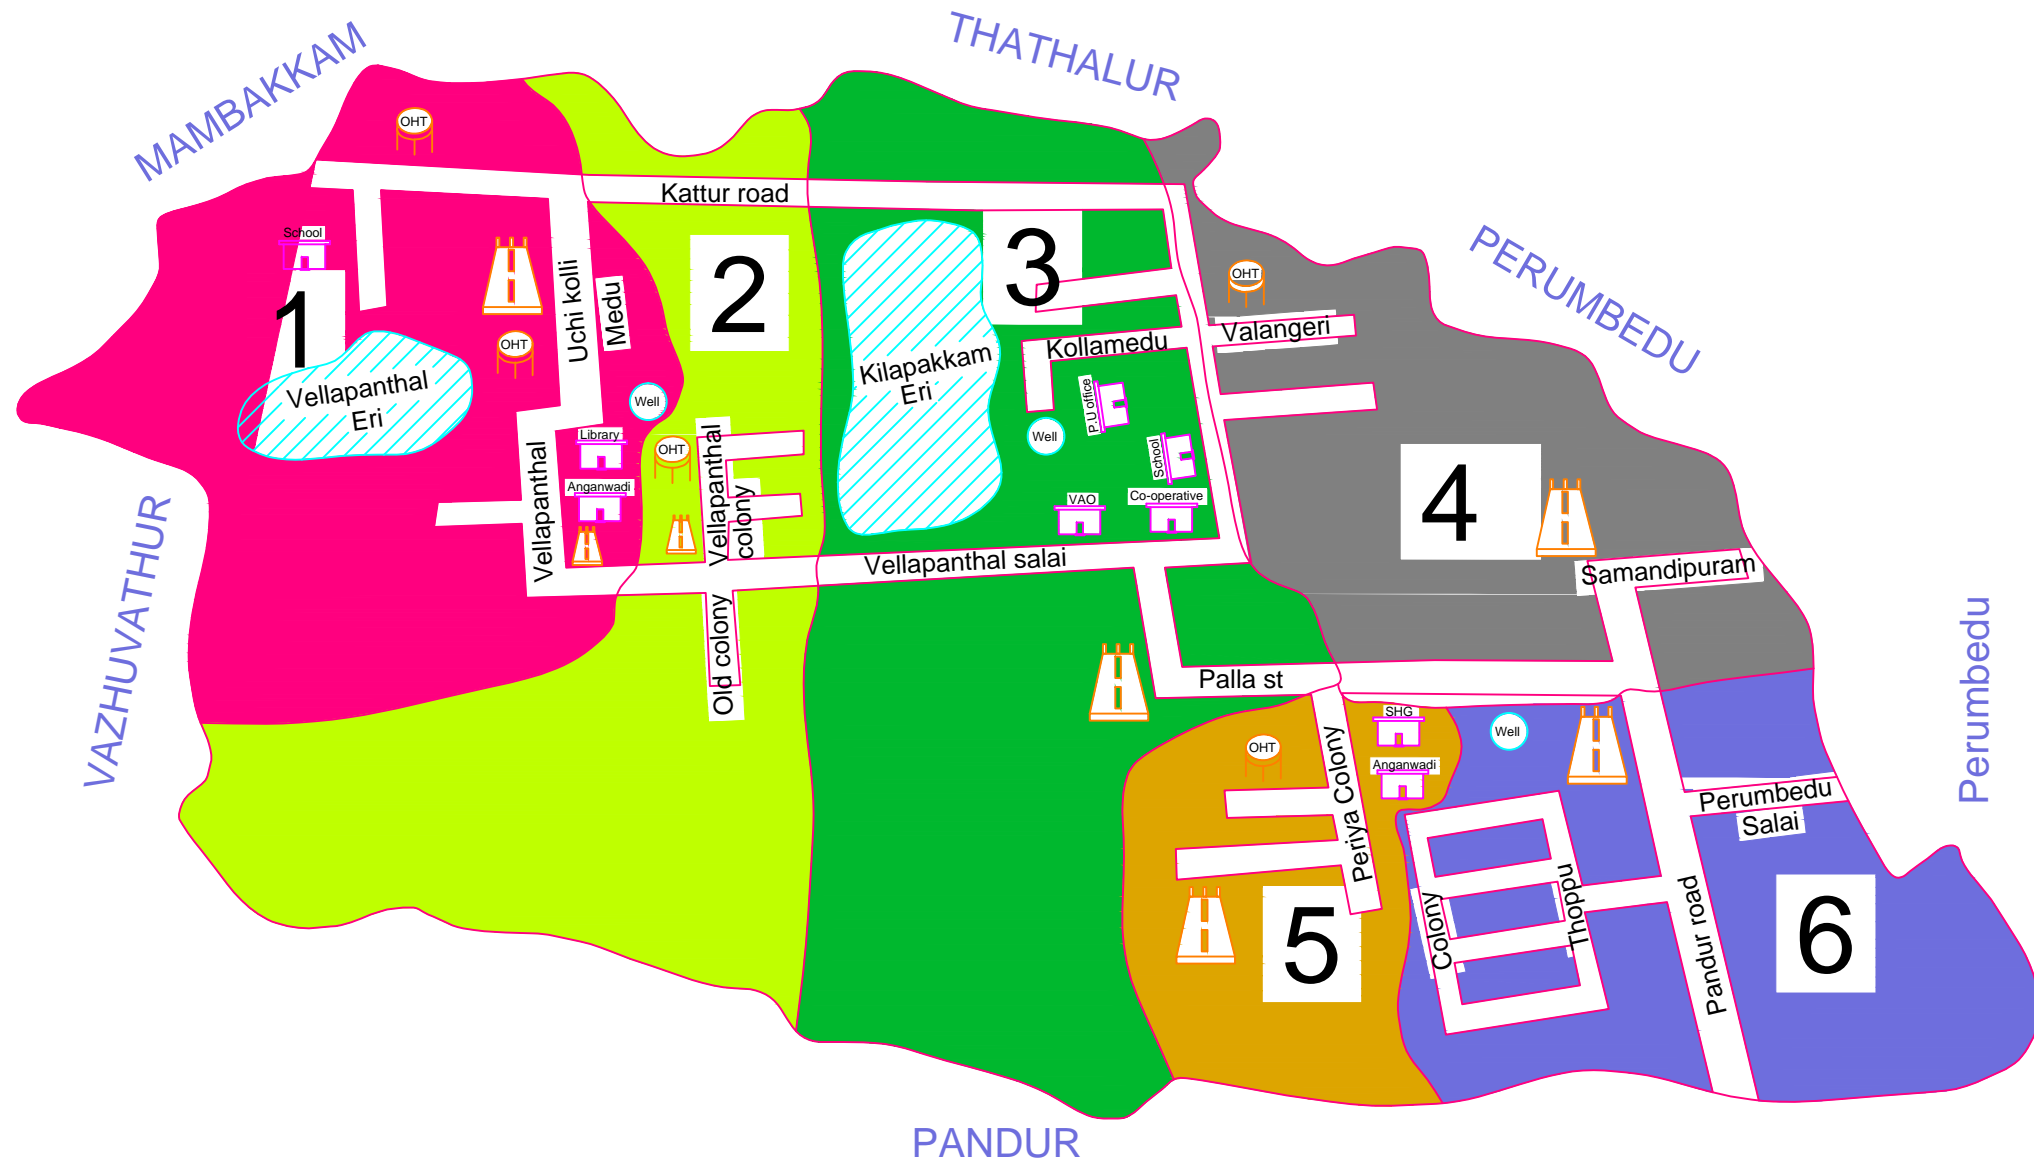 THATHALUR
MAMBAKKAM
OHT
Kattur road
School
1
Uchi kolli
Medu
OHT
2
3
Kilapakkam
Eri
OHT
Valangeri
Kollamedu
PERUMBEDU
Vellapanthal
Eri
Well
Library
Anganwadi
Vellapanthal
OHT
Vellapanthal
colony
P.U office
Well
School
VAO
Co-operative
4
Vellapanthal salai
Samandipuram
VAZHUVATHUR
Old colony
Palla st
Perumbedu
SHG
Anganwadi
OHT
Periya Colony
Well
Perumbedu
Salai
5
Colony
Thoppu
Pandur road
6
PANDUR